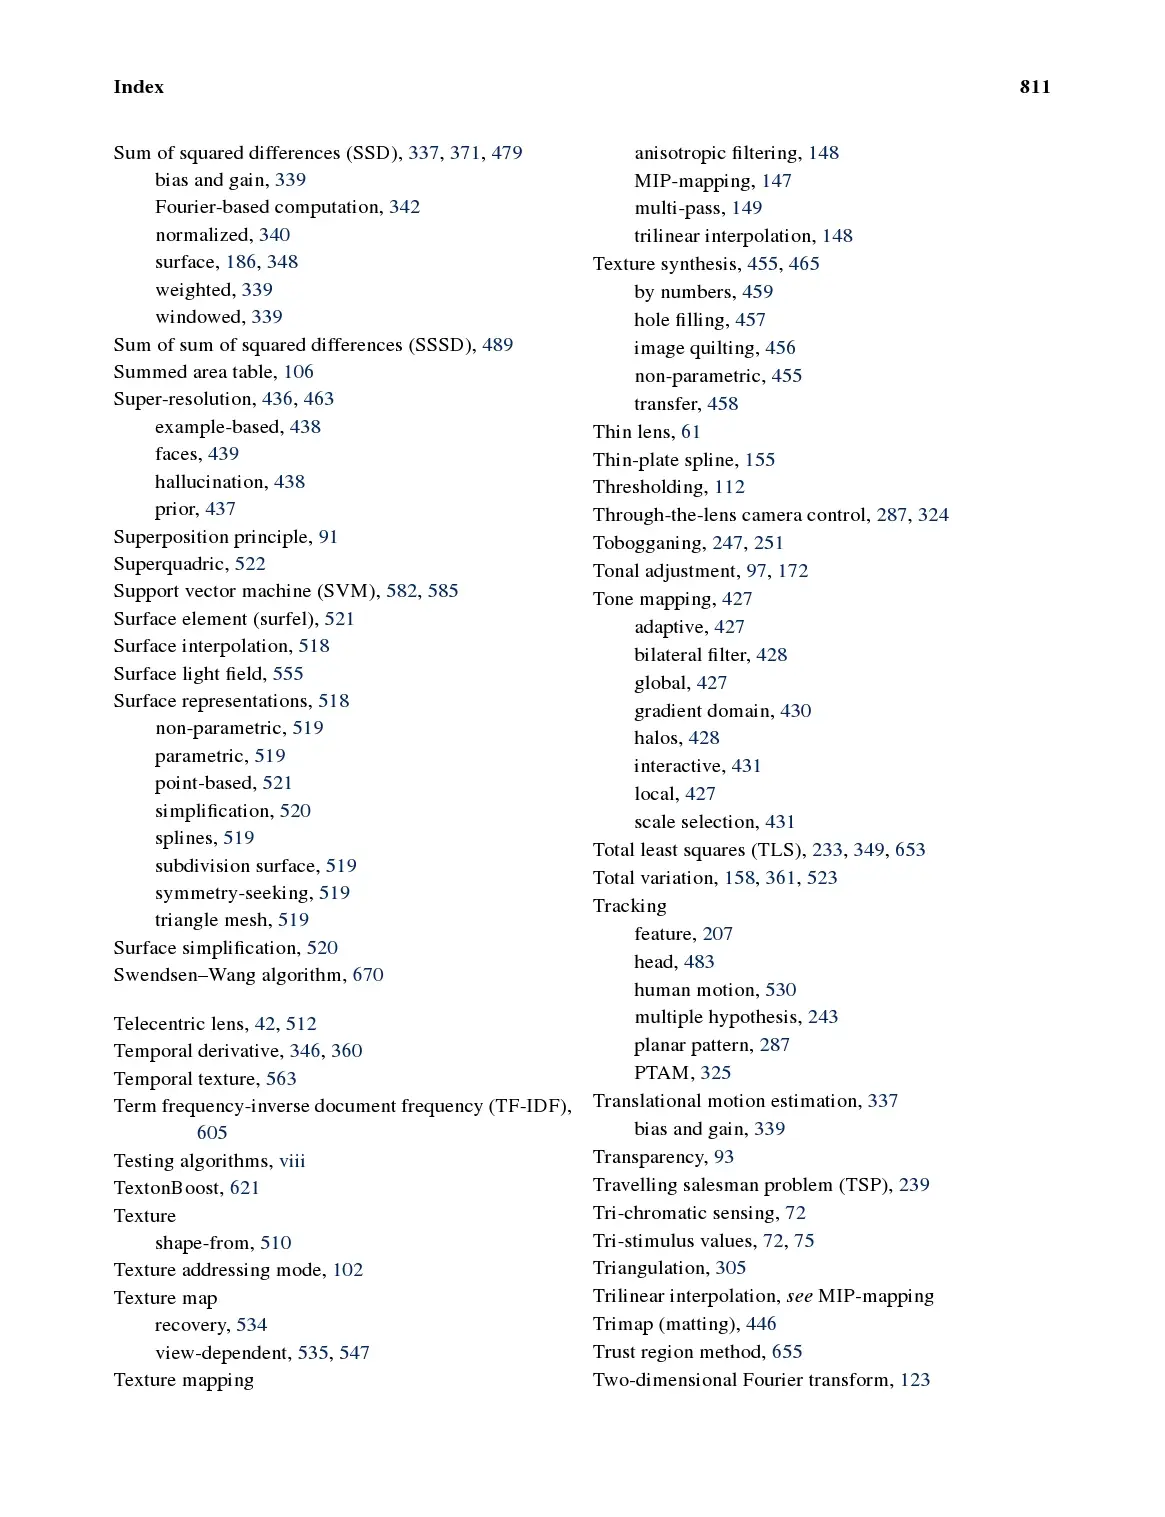 Index 811
Sum of squared differences (SSD), 337, 371, 479
bias and gain, 339
Fourier-based computation, 342
normalized, 340
surface, 186, 348
weighted, 339
windowed, 339
Sum of sum of squared differences (SSSD), 489
Summed area table, 106
Super-resolution, 436, 463
example-based, 438
faces, 439
hallucination, 438
prior, 437
Superposition principle, 91
Superquadric, 522
Support vector machine (SVM), 582, 585
Surface element (surfel), 521
Surface interpolation, 518
Surface light field, 555
Surface representations, 518
non-parametric, 519
parametric, 519
point-based, 521
simplification, 520
splines, 519
subdivision surface, 519
symmetry-seeking, 519
triangle mesh, 519
Surface simplification, 520
Swendsen–Wang algorithm, 670
Telecentric lens, 42, 512
Temporal derivative, 346, 360
Temporal texture, 563
Term frequency-inverse document frequency (TF-IDF),
605
Testing algorithms, viii
TextonBoost, 621
Texture
shape-from, 510
Texture addressing mode, 102
Texture map
recovery, 534
view-dependent, 535, 547
Texture mapping
anisotropic filtering, 148
MIP-mapping, 147
multi-pass, 149
trilinear interpolation, 148
Texture synthesis, 455, 465
by numbers, 459
hole filling, 457
image quilting, 456
non-parametric, 455
transfer, 458
Thin lens, 61
Thin-plate spline, 155
Thresholding, 112
Through-the-lens camera control, 287, 324
Tobogganing, 247, 251
Tonal adjustment, 97, 172
Tone mapping, 427
adaptive, 427
bilateral filter, 428
global, 427
gradient domain, 430
halos, 428
interactive, 431
local, 427
scale selection, 431
Total least squares (TLS), 233, 349, 653
Total variation, 158, 361, 523
Tracking
feature, 207
head, 483
human motion, 530
multiple hypothesis, 243
planar pattern, 287
PTAM, 325
Translational motion estimation, 337
bias and gain, 339
Transparency, 93
Travelling salesman problem (TSP), 239
Tri-chromatic sensing, 72
Tri-stimulus values, 72, 75
Triangulation, 305
Trilinear interpolation, see MIP-mapping
Trimap (matting), 446
Trust region method, 655
Two-dimensional Fourier transform, 123